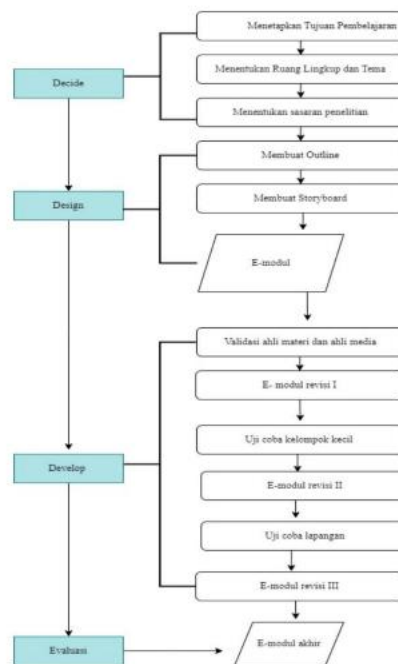 Menetapkan Tujuan Pembelajaran
Decide
Menentukan Ruang Lingkup dan Tema
Menentukan sasaran penelitian
Membuat Outline
Design
Membuat Storyboard
E-modul
Validasi ahli materi dan ahli media
E- modul revisi I
Uji coba kelompok kecil
Develop
E-modul revisi II
Uji coba lapangan
E-modul revisi III
Evaluasi
E-modul akhir